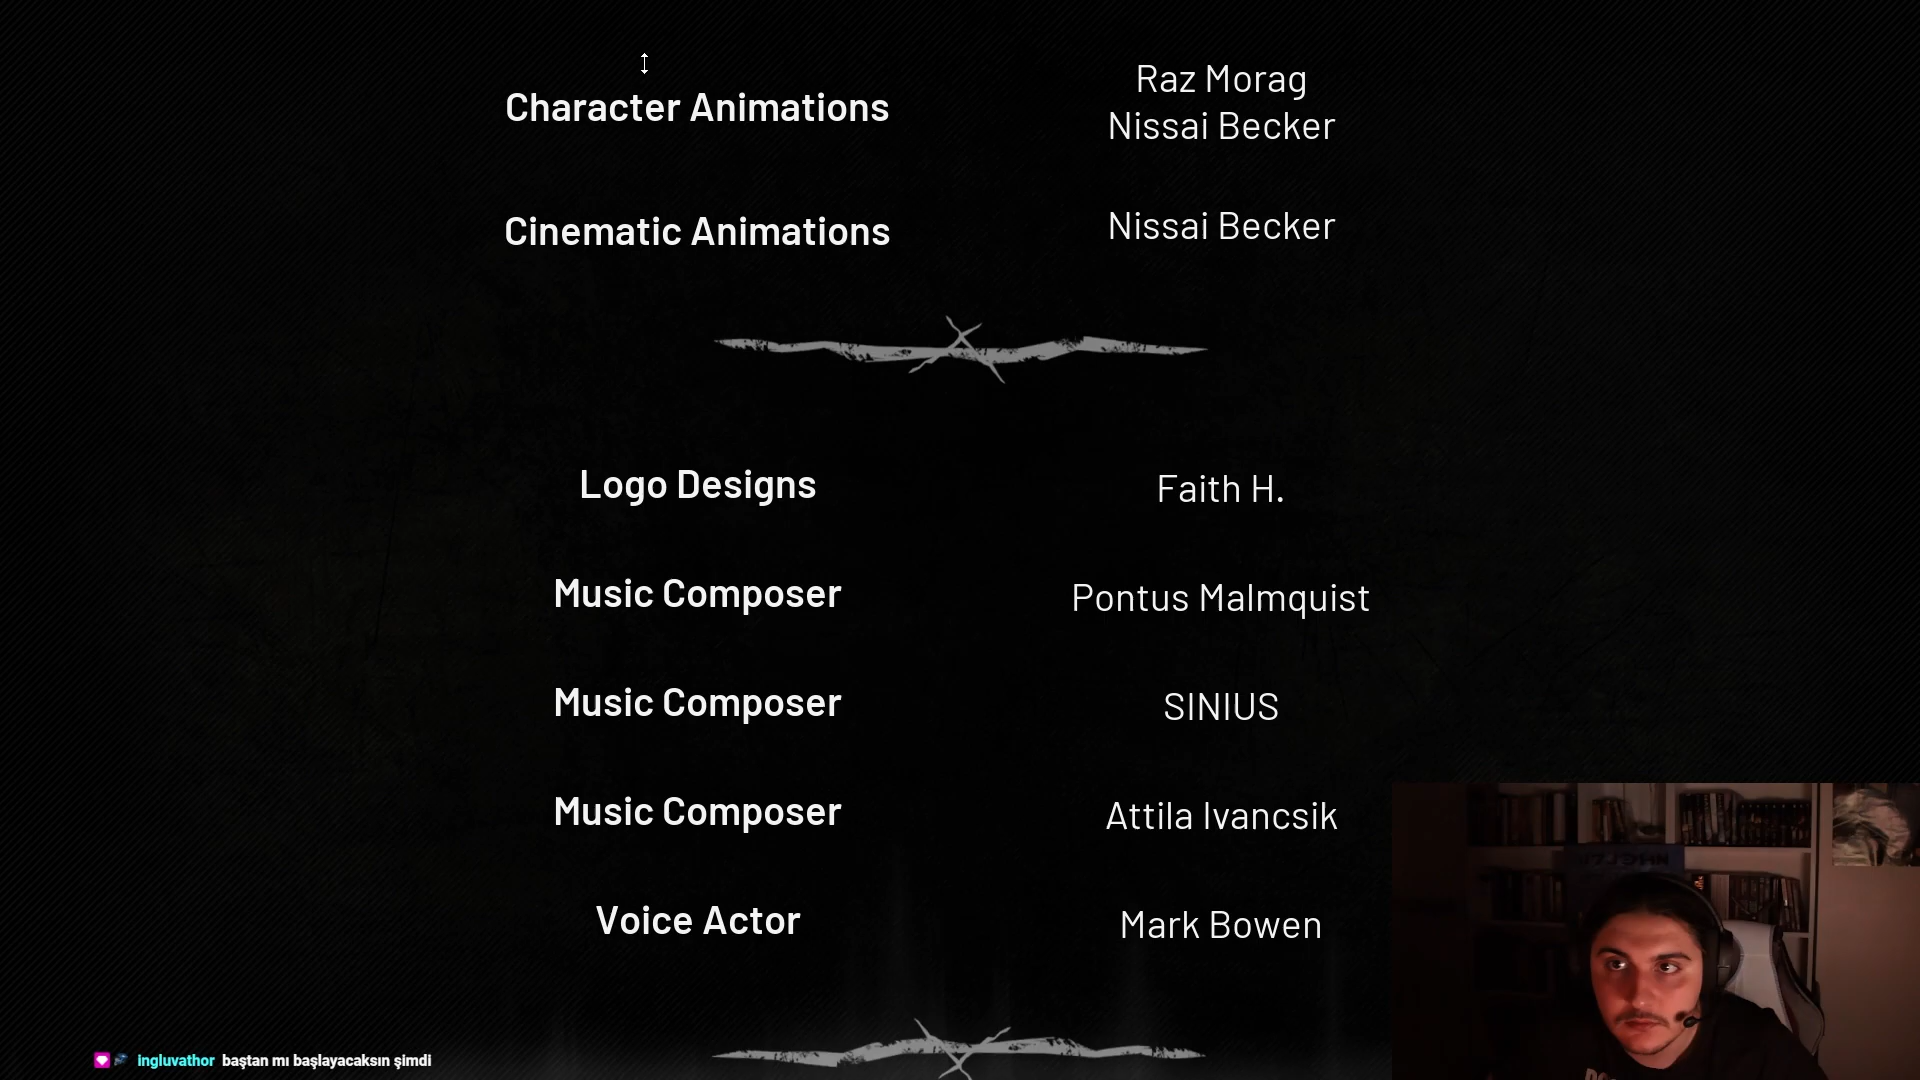 Character Animations
Raz Morag
Nissai Becker
Cinematic Animations
Nissai Becker
Logo Designs
Faith H.
Music Composer
Pontus Malmquist
Music Composer
SINIUS
Music Composer
Attila Ivancsik
Voice Actor
Mark Bowen
ingluvathor baştan mı başlayacaksın şimdi